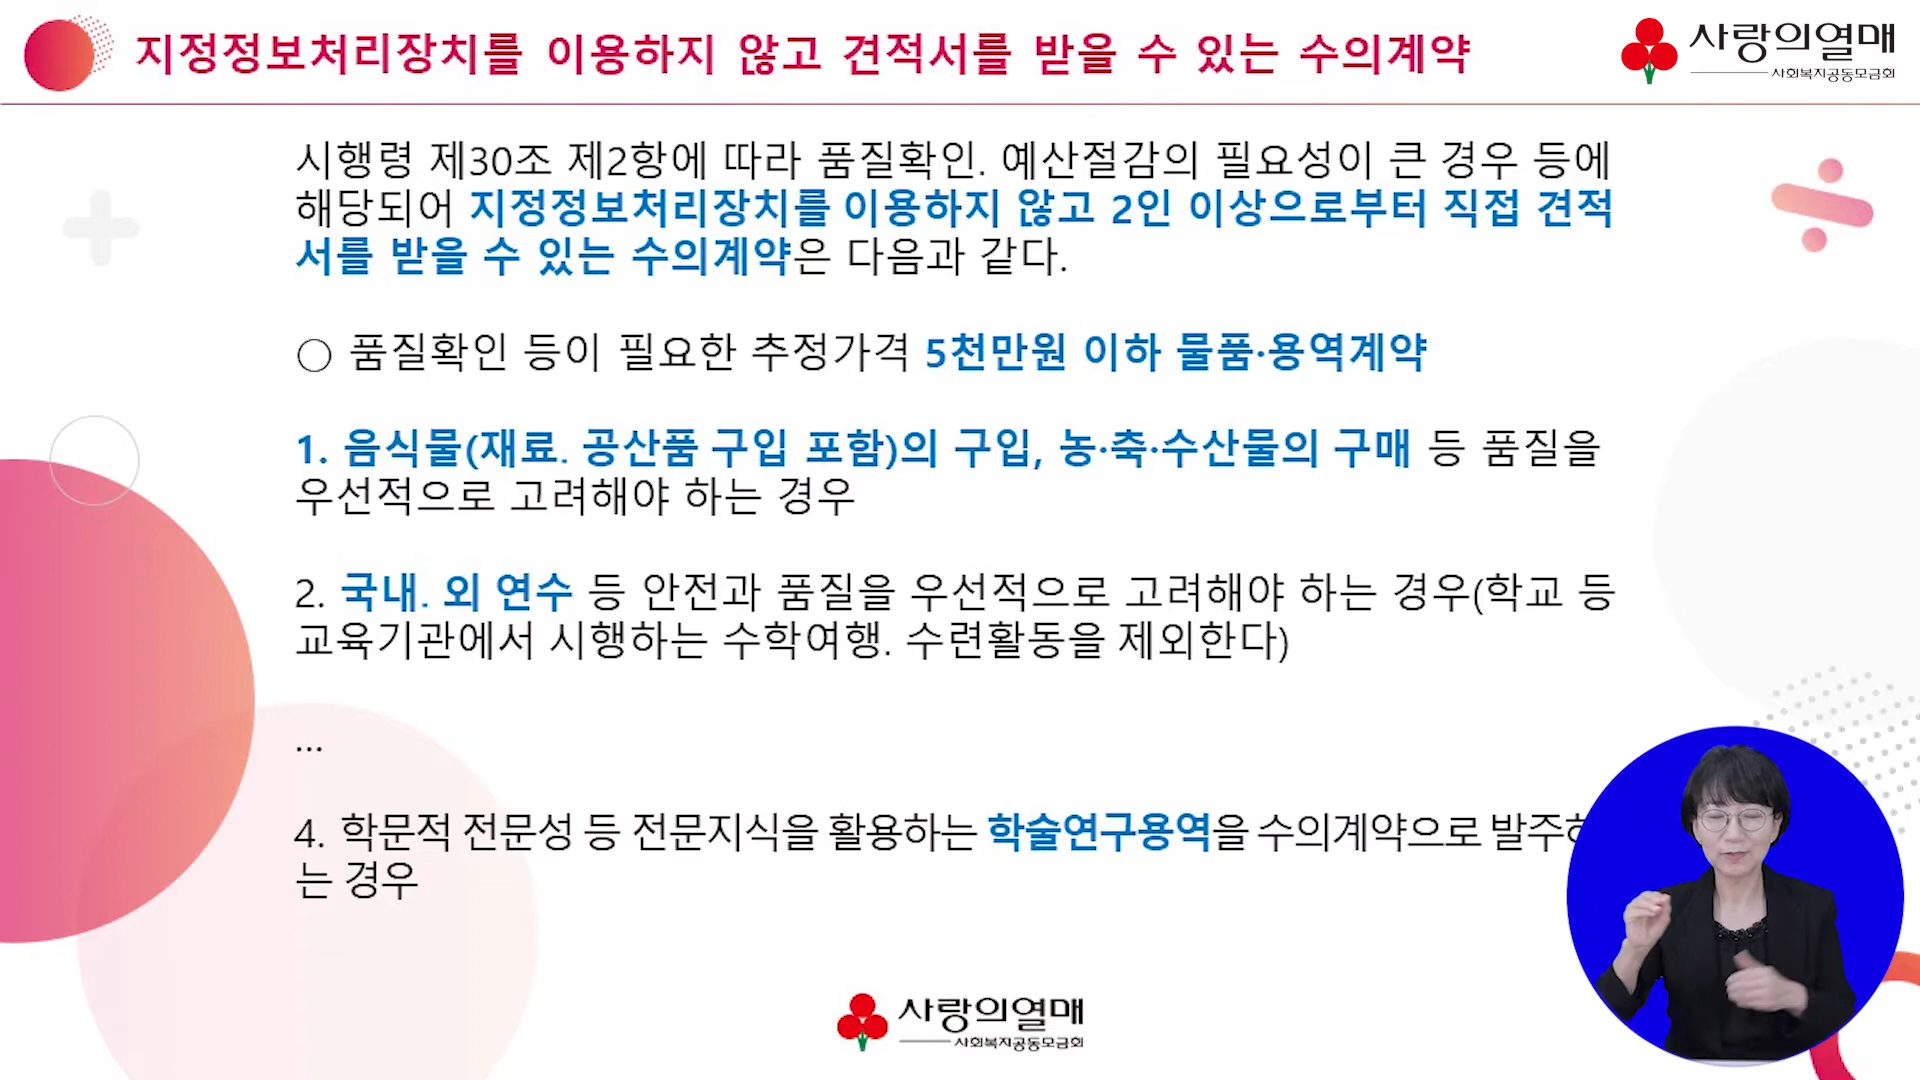 지정정보처리장치를 이용하지 않고 견적서를 받을 수 있는 수의계약
사랑의열매
사회복지공동모금회
시행령 제30조 제2항에 따라 품질확인. 예산절감의 필요성이 큰 경우 등에
해당되어 지정정보처리장치를 이용하지 않고 2인 이상으로부터 직접 견적
서를 받을 수 있는 수의계약은 다음과 같다.
○ 품질확인 등이 필요한 추정가격 5천만원 이하 물품·용역계약
1. 음식물(재료. 공산품 구입 포함)의 구입, 농·축·수산물의 구매 등 품질을
우선적으로 고려해야 하는 경우
2. 국내. 외 연수 등 안전과 품질을 우선적으로 고려해야 하는 경우(학교 등
교육기관에서 시행하는 수학여행. 수련활동을 제외한다)
...
4. 학문적 전문성 등 전문지식을 활용하는 학술연구용역을 수의계약으로 발주하
는 경우
사랑의열매
사회복지공동모금회